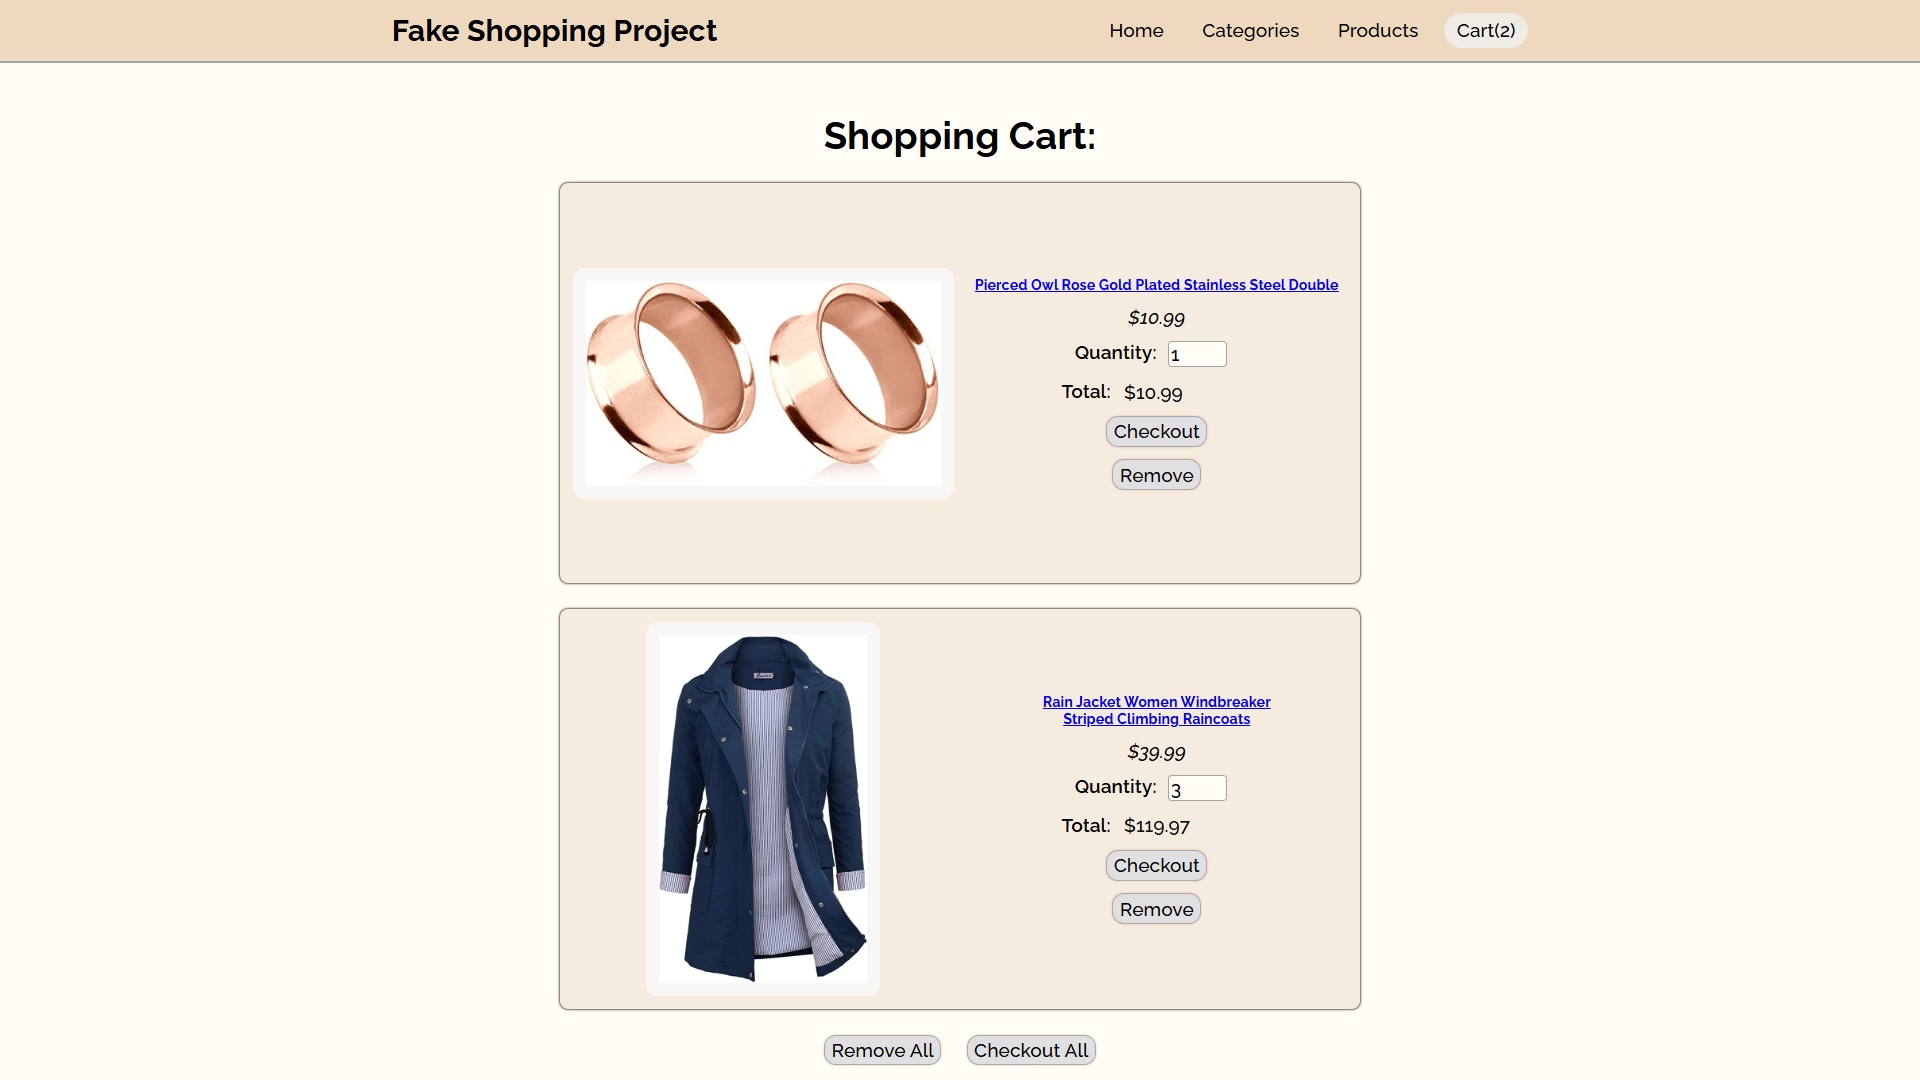 Fake Shopping Project
Home
Categories
Products
Cart(2)
Shopping Cart:
Pierced Owl Rose Gold Plated Stainless Steel Double
$10.99
Quantity: 1
Total: $10.99
Checkout
Remove
Rain Jacket Women Windbreaker
Striped Climbing Raincoats
$39.99
Quantity: 3
Total: $119.97
Checkout
Remove
Remove All
Checkout All